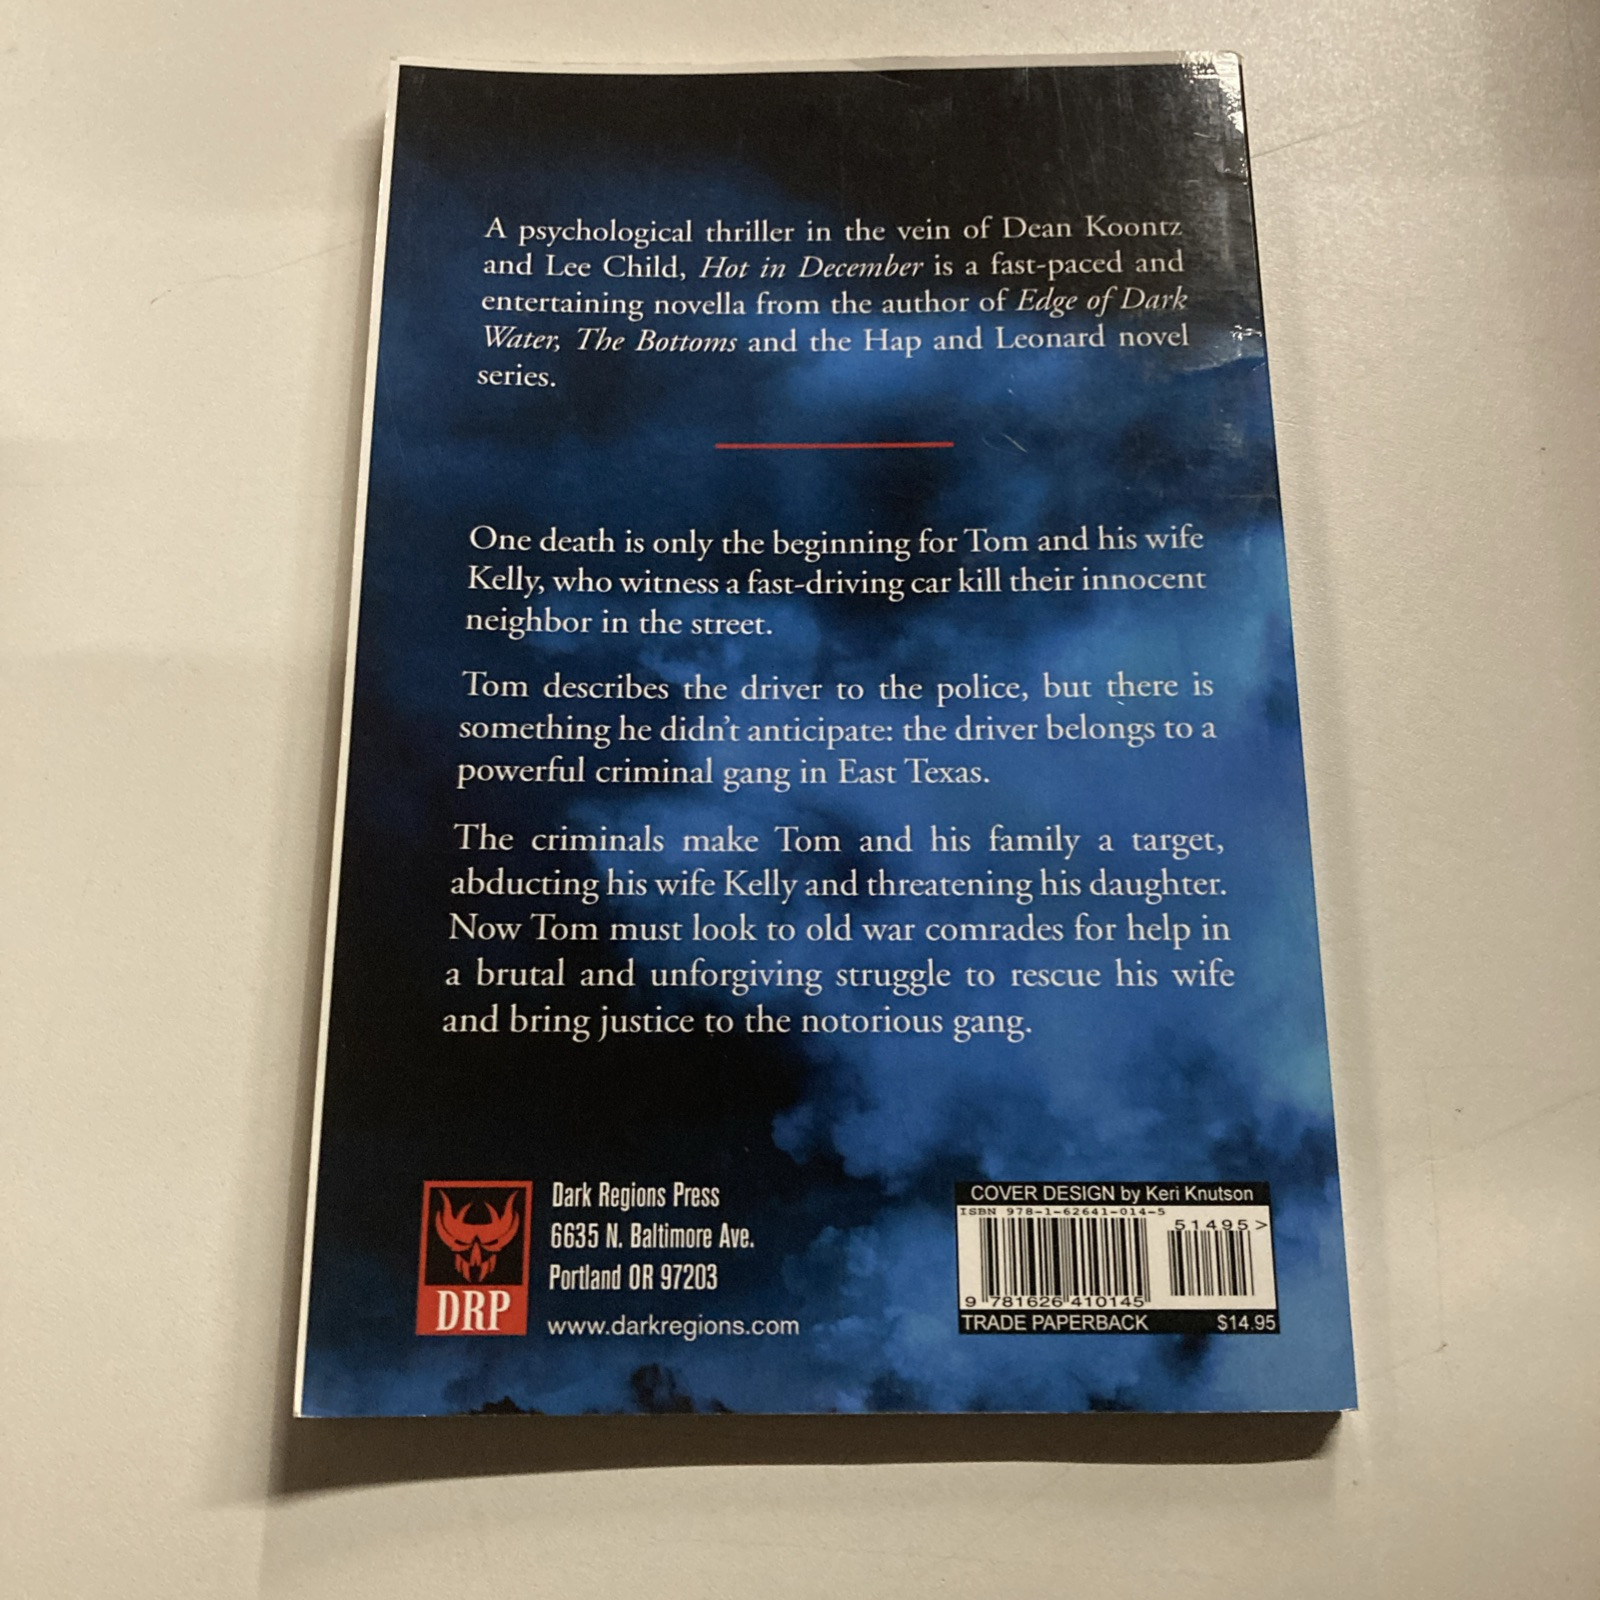 A psychological thriller in the vein of Dean Koontz
and Lee Child, Hot in December is a fast-paced and
entertaining novella from the author of Edge of Dark
Water, The Bottoms and the Hap and Leonard novel
series.
One death is only the beginning for Tom and his wife
Kelly, who witness a fast-driving car kill their innocent
neighbor in the street.
Tom describes the driver to the police, but there is
something he didn't anticipate: the driver belongs to a
powerful criminal gang in East Texas.
The criminals make Tom and his family a target,
abducting his wife Kelly and threatening his daughter.
Now Tom must look to old war comrades for help in
a brutal and unforgiving struggle to rescue his wife
and bring justice to the notorious gang.
DRP
Dark Regions Press
6635 N. Baltimore Ave.
Portland OR 97203
www.darkregions.com
COVER DESIGN by Keri Knutson
ISBN 978-1-62641-014-5
51495>
9 781626 410145
TRADE PAPERBACK $14.95